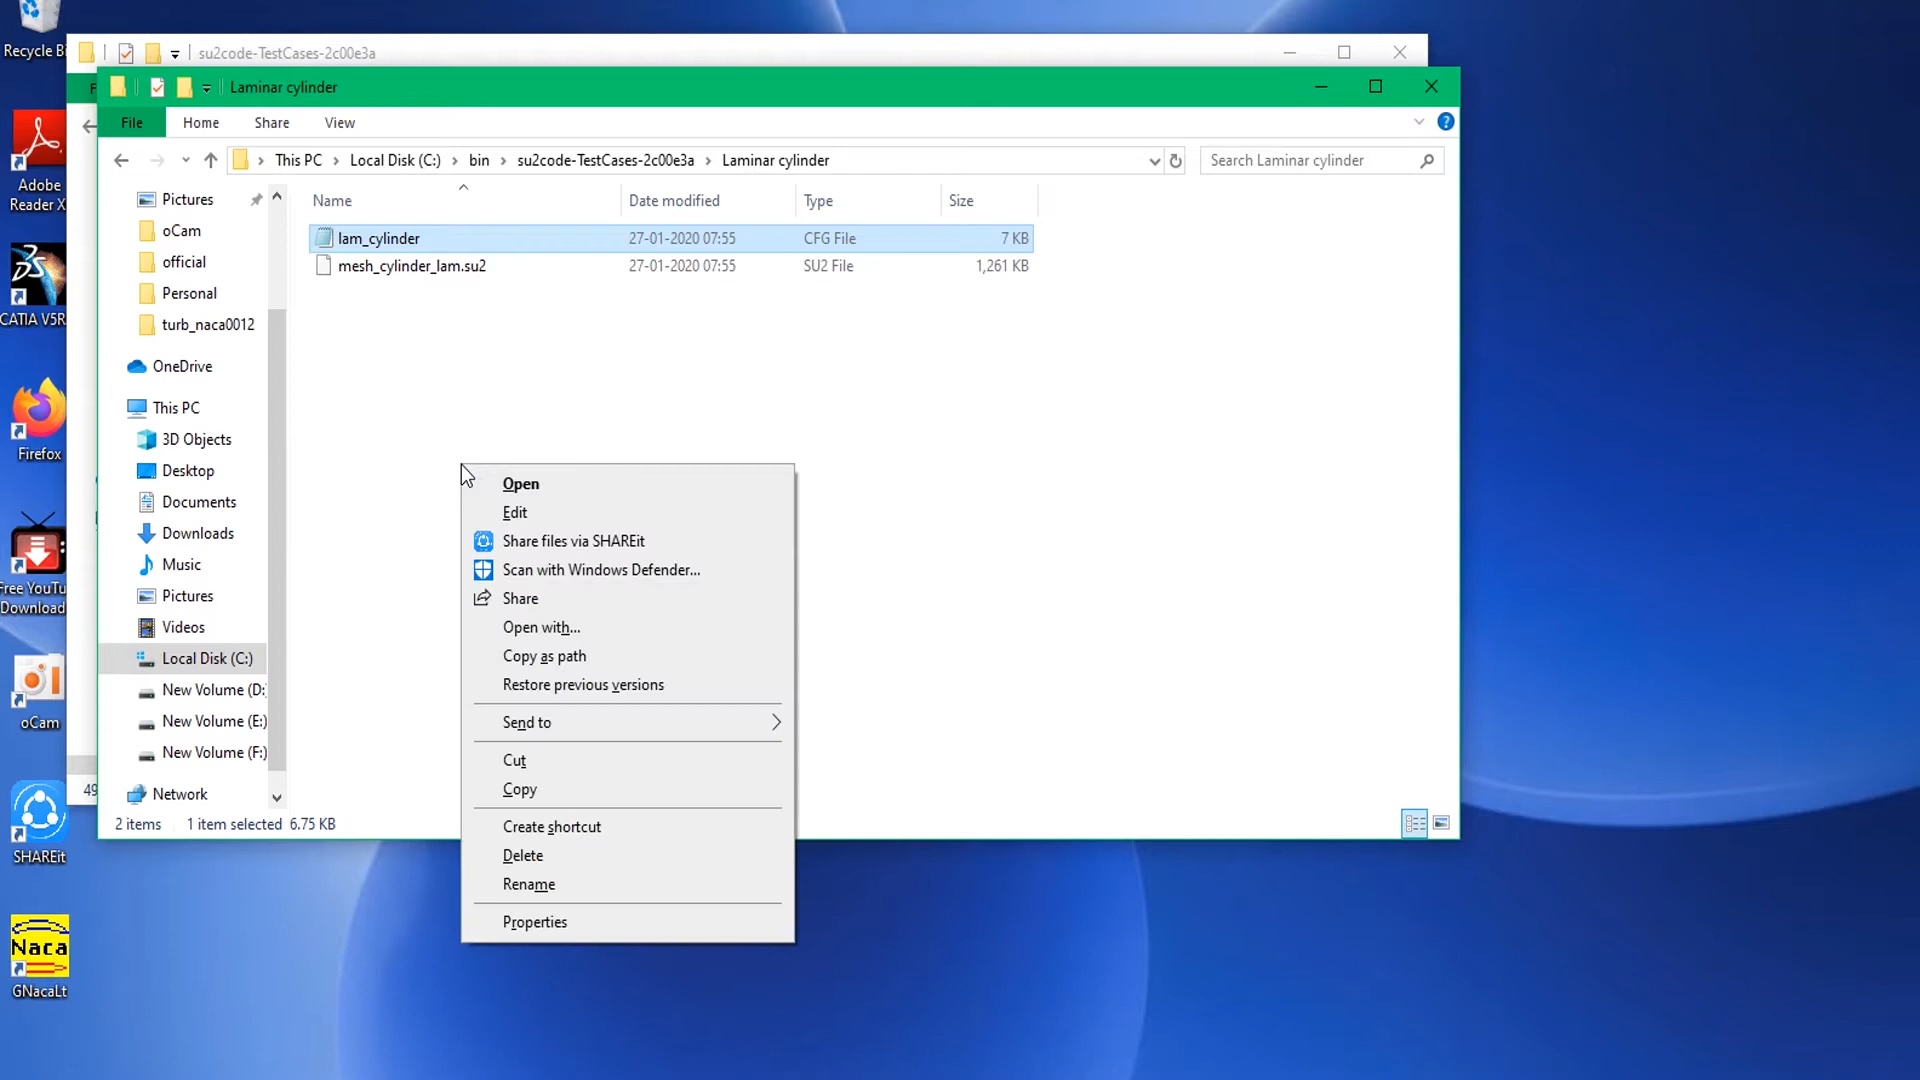 Recycle Bi
su2code-TestCases-2c00e3a
Laminar cylinder
File
Home
Share
View
This PC
Local Disk (C:)
bin
su2code-TestCases-2c00e3a
Laminar cylinder
Search Laminar cylinder
Name
Date modified
Type
Size
lam_cylinder
27-01-2020 07:55
CFG File
7 KB
mesh_cylinder_lam.su2
27-01-2020 07:55
SU2 File
1,261 KB
Pictures
oCam
official
Personal
turb_naca0012
OneDrive
This PC
3D Objects
Desktop
Documents
Downloads
Music
Pictures
Videos
Local Disk (C:)
New Volume (D:
New Volume (E:)
New Volume (F:)
Network
2 items
1 item selected 6.75 KB
49
Open
Edit
Share files via SHAREit
Scan with Windows Defender...
Share
Open with...
Copy as path
Restore previous versions
Send to
Cut
Copy
Create shortcut
Delete
Rename
Properties
Adobe
Reader X
CATIA V5R
Firefox
Free YouTu
Download
oCam
SHAREit
Naca
GNacaLt